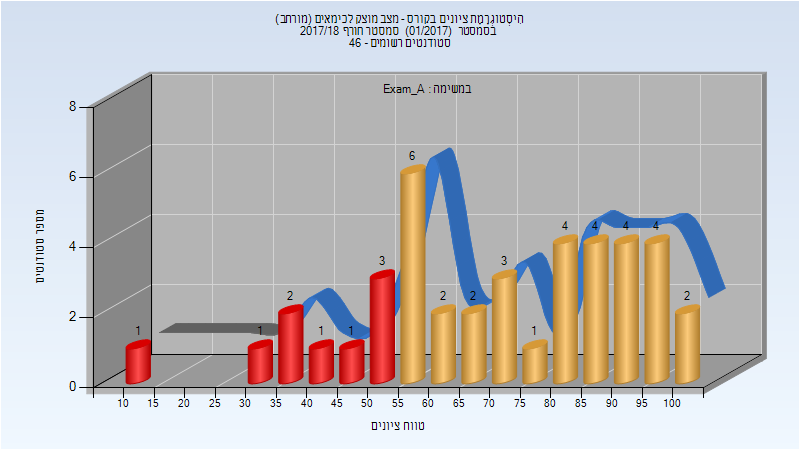 היסטוגרמת ציונים בקורס - מצב מוצק לכימאים (מורחב)
בסמסטר (01/2017) סמסטר חורף 2017/18
סטודנטים רשומים - 46
במשימה : Exam_A
מספר סטודנטים
8
6
4
2
0
1 1 2 1 1 3 6 2 2 3 1 4 4 4 4 2
10 15 20 25 30 35 40 45 50 55 60 65 70 75 80 85 90 95 100
טווח ציונים